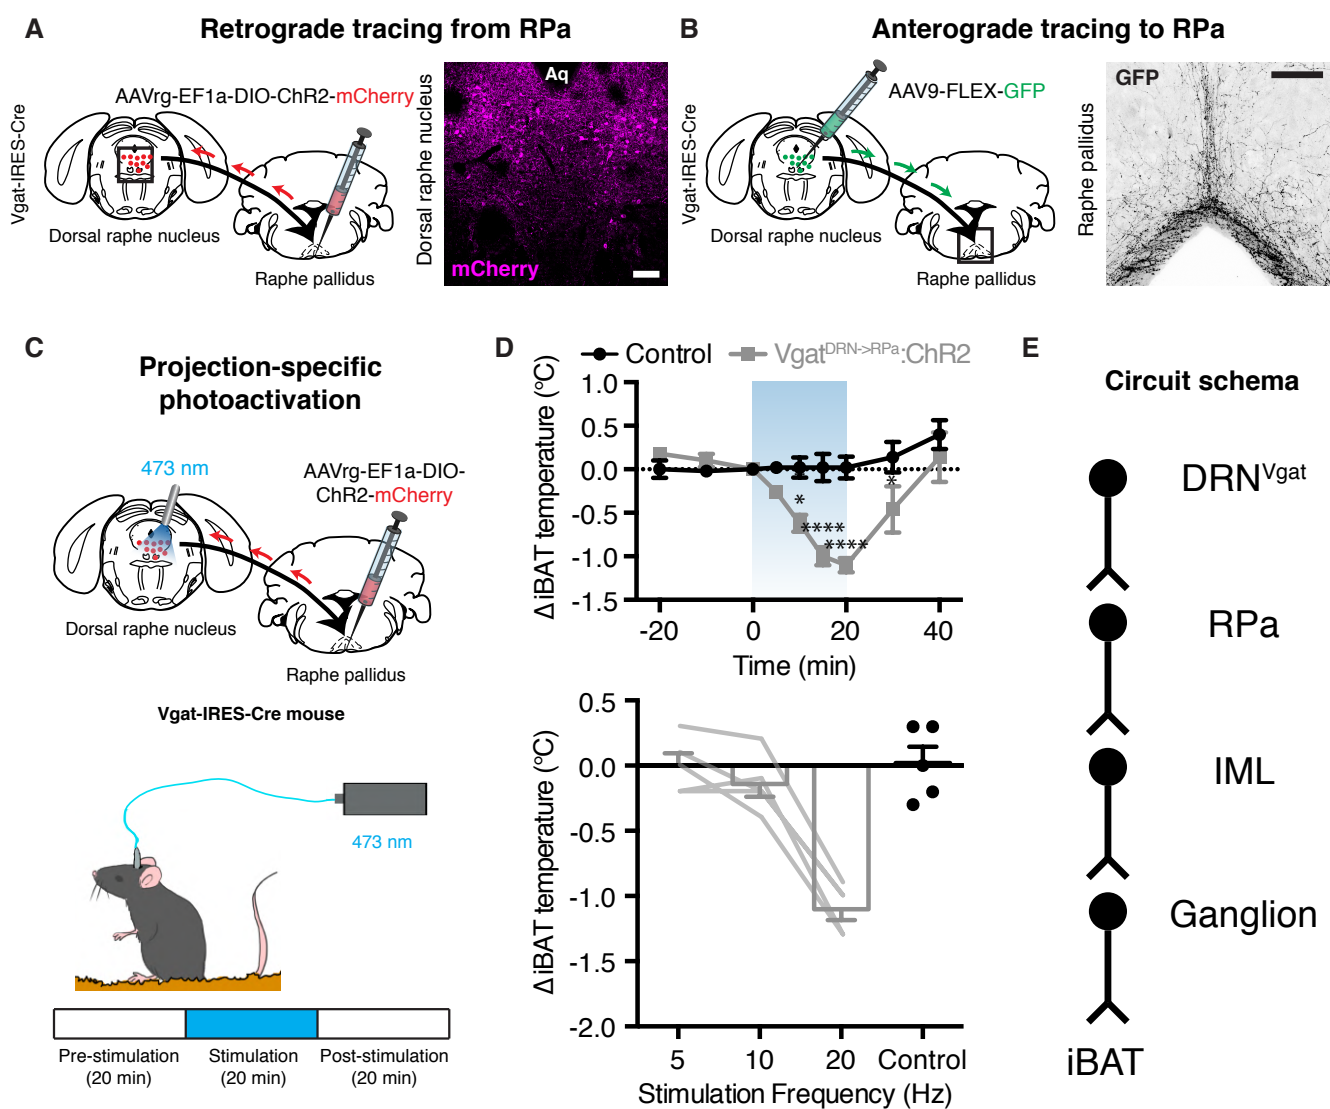 A
Retrograde tracing from RPa
AAVrg-EF1a-DIO-ChR2-mCherry
Vgat-IRES-Cre
Dorsal raphe nucleus
Raphe pallidus
Dorsal raphe nucleus
Aq
mCherry
B
Anterograde tracing to RPa
AAV9-FLEX-GFP
Vgat-IRES-Cre
Dorsal raphe nucleus
Raphe pallidus
Raphe pallidus
GFP
C
Projection-specific
photoactivation
473 nm
AAVrg-EF1a-DIO-
ChR2-mCherry
Dorsal raphe nucleus
Raphe pallidus
Vgat-IRES-Cre mouse
473 nm
Pre-stimulation
(20 min)
Stimulation
(20 min)
Post-stimulation
(20 min)
D
Control
Vgat^DRN->RPa:ChR2
ΔiBAT temperature (°C)
1.0
0.5
0.0
-0.5
-1.0
-1.5
*
****
****
*
-20 0 20 40
Time (min)
ΔiBAT temperature (°C)
0.5
0.0
-0.5
-1.0
-1.5
-2.0
5 10 20 Control
Stimulation Frequency (Hz)
E
Circuit schema
DRN^Vgat
RPa
IML
Ganglion
iBAT